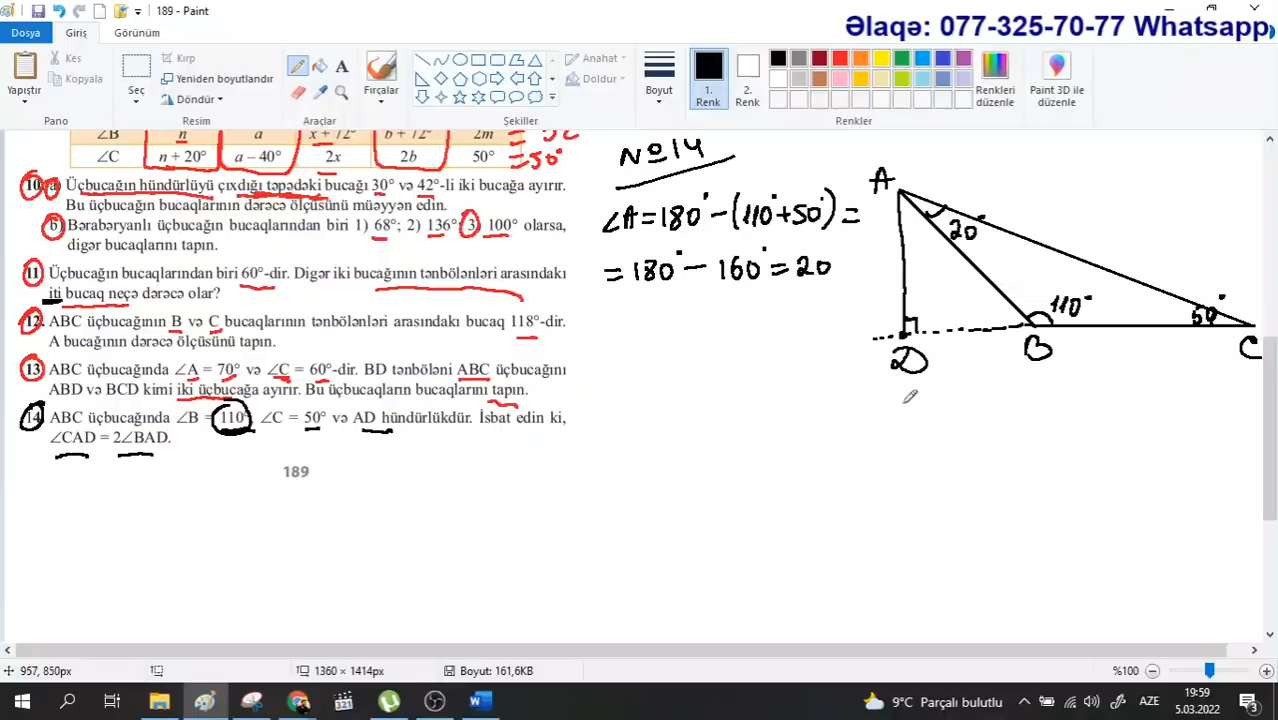 189 - Paint
Əlaqə: 077-325-70-77 Whatsapp
Dosya Giriş Görünüm
Yapıştır
Kes
Kopyala
Pano
Seç
Kırp
Yeniden boyutlandır
Döndür
Resim
Fırçalar
Araçlar
Anahat
Doldur
Şekiller
Boyut
1. Renk
2. Renk
Renkleri düzenle
Renkler
Paint 3D ile düzenle
∠B n a x + 72° b + 72° 2m
∠C n + 20° a – 40° 2x 2b 50° = 50°
10. a) Üçbucağın hündürlüyü çıxdığı təpədəki bucağı 30° və 42°-li iki bucağa ayırır.
Bu üçbucağın bucaqlarının dərəcə ölçüsünü müəyyən edin.
b) Bərabəryanlı üçbucağın bucaqlarından biri 1) 68°; 2) 136°; 3) 100° olarsa,
digər bucaqlarını tapın.
11 Üçbucağın bucaqlarından biri 60°-dir. Digər iki bucağının tənbölənləri arasındakı
iti bucaq neçə dərəcə olar?
12. ABC üçbucağının B və C bucaqlarının tənbölənləri arasındakı bucaq 118°-dir.
A bucağının dərəcə ölçüsünü tapın.
13 ABC üçbucağında ∠A = 70° və ∠C = 60°-dir. BD tənböləni ABC üçbucağını
ABD və BCD kimi iki üçbucağa ayırır. Bu üçbucaqların bucaqlarını tapın.
14. ABC üçbucağında ∠B = 110° ∠C = 50° və AD hündürlükdür. İsbat edin ki,
∠CAD = 2∠BAD.
189
№14
∠A = 180° – (110° + 50°) =
= 180° – 160° = 20
A
20°
110°
50°
D B C
957, 850px
1360 × 1414px
Boyut: 161,6KB
%100
9°C Parçalı bulutlu
AZE
19:59
5.03.2022
3